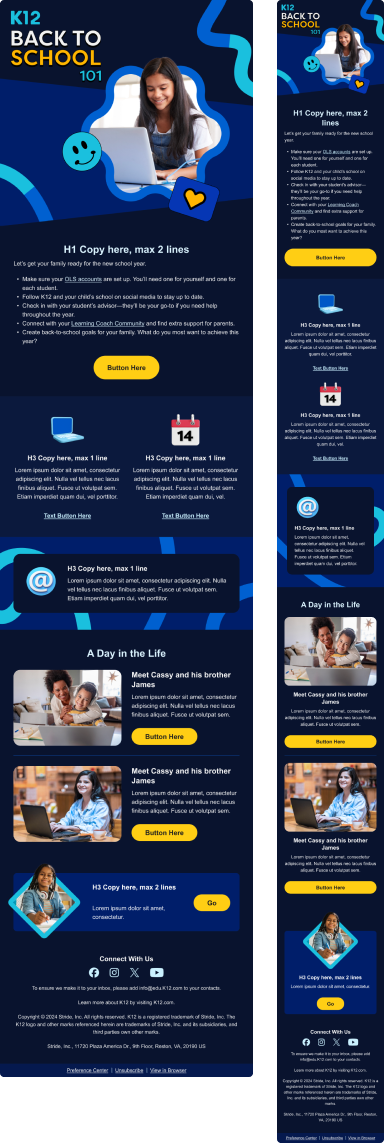 K12
BACK TO
SCHOOL
101
H1 Copy here, max 2 lines
Let's get your family ready for the new school year.
• Make sure your OLS accounts are set up. You'll need one for yourself and one for
each student.
• Follow K12 and your child's school on social media to stay up to date.
• Check in with your student's advisor—they'll be your go-to if you need help
throughout the year.
• Connect with your Learning Coach Community and find extra support for parents.
• Create back-to-school goals for your family. What do you most want to achieve this
year?
Button Here
14
H3 Copy here, max 1 line
Lorem ipsum dolor sit amet, consectetur
adipiscing elit. Nulla vel tellus nec lacus
finibus aliquet. Fusce ut volutpat sem.
Etiam imperdiet quam dui, vel porttitor.
Text Button Here
H3 Copy here, max 1 line
Lorem ipsum dolor sit amet, consectetur
adipiscing elit. Nulla vel tellus nec lacus
finibus aliquet. Fusce ut volutpat sem.
Etiam imperdiet quam dui, vel.
Text Button Here
@
H3 Copy here, max 1 line
Lorem ipsum dolor sit amet, consectetur adipiscing elit. Nulla
vel tellus nec lacus finibus aliquet. Fusce ut volutpat sem.
Etiam imperdiet quam dui, vel porttitor.
A Day in the Life
Meet Cassy and his brother
James
Lorem ipsum dolor sit amet, consectetur
adipiscing elit. Nulla vel tellus nec lacus
finibus aliquet. Fusce ut volutpat sem.
Button Here
Meet Cassy and his brother
James
Lorem ipsum dolor sit amet, consectetur
adipiscing elit. Nulla vel tellus nec lacus
finibus aliquet. Fusce ut volutpat sem.
Button Here
H3 Copy here, max 2 lines
Lorem ipsum dolor sit amet,
consectetur.
Go
Connect With Us
To ensure we make it to your inbox, please add info@edu.K12.com to your contacts.
Learn more about K12 by visiting K12.com.
Copyright © 2024 Stride, Inc. All rights reserved. K12 is a registered trademark of Stride, Inc. The
K12 logo and other marks referenced herein are trademarks of Stride, Inc. and its subsidiaries, and
third parties own other marks.
Stride, Inc., 11720 Plaza America Dr., 9th Floor, Reston, VA, 20190 US
Preference Center | Unsubscribe | View in Browser
K12
BACK TO
SCHOOL
101
H1 Copy here, max 2
lines
Let's get your family ready for the new school
year.
• Make sure your OLS accounts are set up.
You'll need one for yourself and one for
each student.
• Follow K12 and your child's school on
social media to stay up to date.
• Check in with your student's advisor—
they'll be your go-to if you need help
throughout the year.
• Connect with your Learning Coach
Community and find extra support for
parents.
• Create back-to-school goals for your family.
What do you most want to achieve this
year?
Button Here
H3 Copy here, max 1 line
Lorem ipsum dolor sit amet, consectetur
adipiscing elit. Nulla vel tellus nec lacus finibus
aliquet. Fusce ut volutpat sem. Etiam imperdiet
quam dui, vel porttitor.
Text Button Here
14
H3 Copy here, max 1 line
Lorem ipsum dolor sit amet, consectetur
adipiscing elit. Nulla vel tellus nec lacus finibus
aliquet. Fusce ut volutpat sem. Etiam imperdiet
quam dui, vel.
Text Button Here
@
H3 Copy here, max 1 line
Lorem ipsum dolor sit amet,
consectetur adipiscing elit. Nulla
vel tellus nec lacus finibus
aliquet. Fusce ut volutpat sem.
Etiam imperdiet quam dui, vel
porttitor.
A Day in the Life
Meet Cassy and his brother
James
Lorem ipsum dolor sit amet, consectetur
adipiscing elit. Nulla vel tellus nec lacus finibus
aliquet. Fusce ut volutpat sem.
Button Here
Meet Cassy and his brother
James
Lorem ipsum dolor sit amet, consectetur
adipiscing elit. Nulla vel tellus nec lacus finibus
aliquet. Fusce ut volutpat sem.
Button Here
H3 Copy here, max 2 lines
Lorem ipsum dolor sit amet, consectetur.
Go
Connect With Us
To ensure we make it to your inbox, please add
info@edu.K12.com to your contacts.
Learn more about K12 by visiting K12.com.
Copyright © 2024 Stride, Inc. All rights reserved. K12 is a
registered trademark of Stride, Inc. The K12 logo and other
marks referenced herein are trademarks of Stride,
Inc. and its subsidiaries, and third parties own other
marks.
Stride, Inc., 11720 Plaza America Dr., 9th Floor, Reston,
VA, 20190 US
Preference Center | Unsubscribe | View in Browser